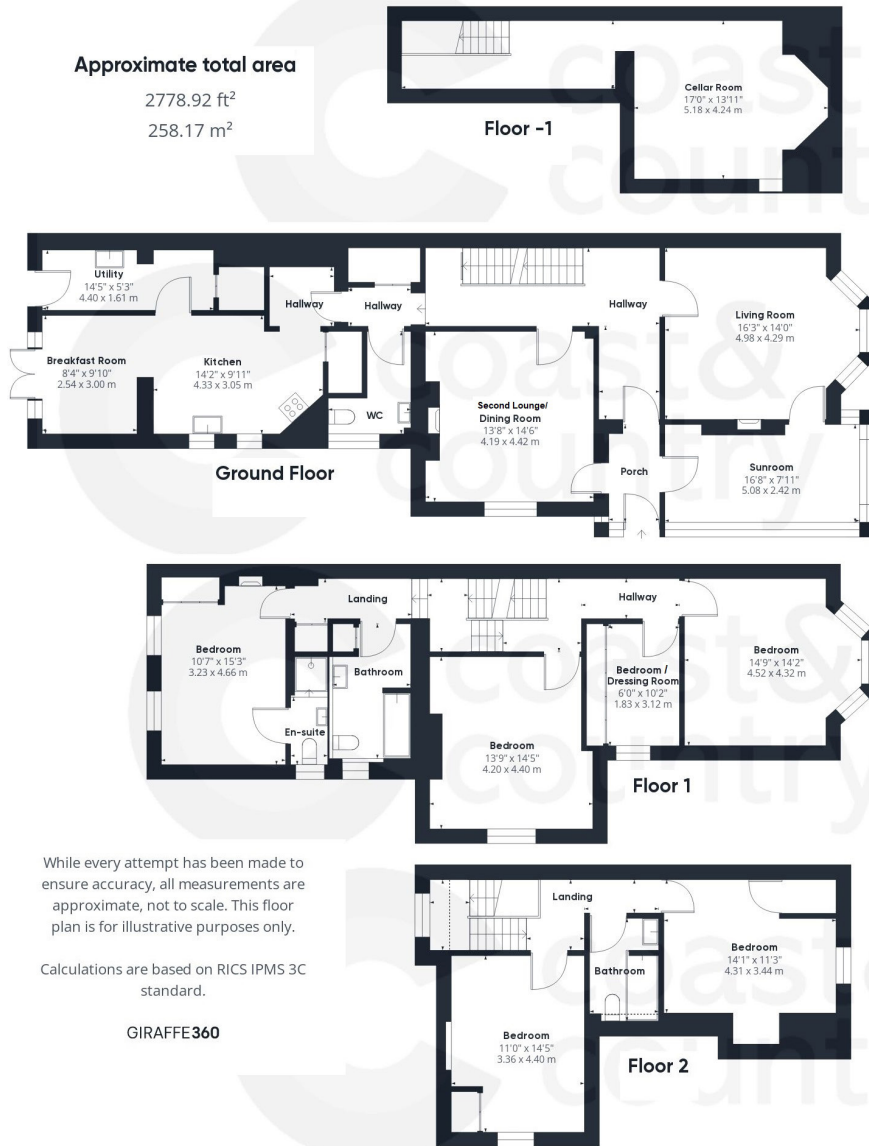 Approximate total area
2778.92 ft²
258.17 m²
Cellar Room
17'0" x 13'11"
5.18 x 4.24 m
Floor -1
Utility
14'5" x 5'3"
4.40 x 1.61 m
Hallway
Hallway
Hallway
Living Room
16'3" x 14'0"
4.98 x 4.29 m
Breakfast Room
8'4" x 9'10"
2.54 x 3.00 m
Kitchen
14'2" x 9'11"
4.33 x 3.05 m
WC
Second Lounge/
Dining Room
13'8" x 14'6"
4.19 x 4.42 m
Porch
Sunroom
16'8" x 7'11"
5.08 x 2.42 m
Ground Floor
Landing
Hallway
Bedroom
10'7" x 15'3"
3.23 x 4.66 m
Bathroom
En-suite
Bedroom
13'9" x 14'5"
4.20 x 4.40 m
Bedroom /
Dressing Room
6'0" x 10'2"
1.83 x 3.12 m
Bedroom
14'9" x 14'2"
4.52 x 4.32 m
Floor 1
While every attempt has been made to
ensure accuracy, all measurements are
approximate, not to scale. This floor
plan is for illustrative purposes only.
Calculations are based on RICS IPMS 3C
standard.
GIRAFFE360
Landing
Bathroom
Bedroom
14'1" x 11'3"
4.31 x 3.44 m
Bedroom
11'0" x 14'5"
3.36 x 4.40 m
Floor 2
coast &
country
coast &
country
coast &
country
coast &
country